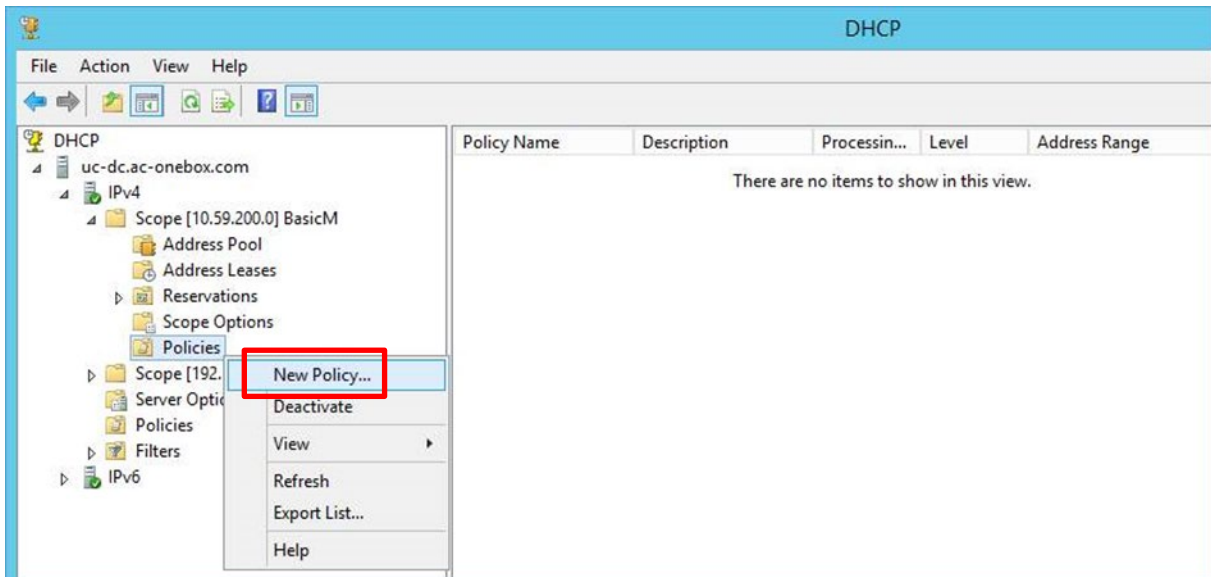 DHCP
File Action View Help
DHCP
uc-dc.ac-onebox.com
IPv4
Scope [10.59.200.0] BasicM
Address Pool
Address Leases
Reservations
Scope Options
Policies
Scope [192.
Server Optio
Policies
Filters
IPv6
New Policy...
Deactivate
View
Refresh
Export List...
Help
Policy Name Description Processin... Level Address Range
There are no items to show in this view.